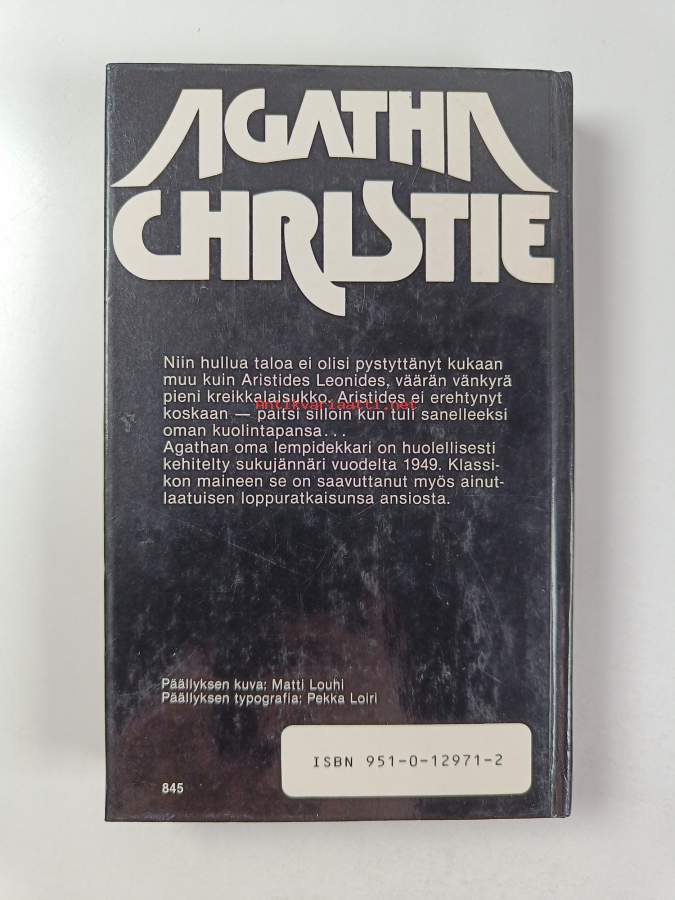 AGATHA
CHRISTIE
Niin hullua taloa ei olisi pystyttänyt kukaan
muu kuin Aristides Leonides, väärän vänkyrä
pieni kreikkalaisukko. Aristides ei erehtynyt
Antikvariaatti.net
koskaan — paitsi silloin kun tuli sanelleeksi
oman kuolintapansa...
Agathan oma lempidekkari on huolellisesti
kehitelty sukujännäri vuodelta 1949. Klassi-
kon maineen se on saavuttanut myös ainut-
laatuisen loppuratkaisunsa ansiosta.
Päällyksen kuva: Matti Louhi
Päällyksen typografia: Pekka Loiri
ISBN 951-0-12971-2
845